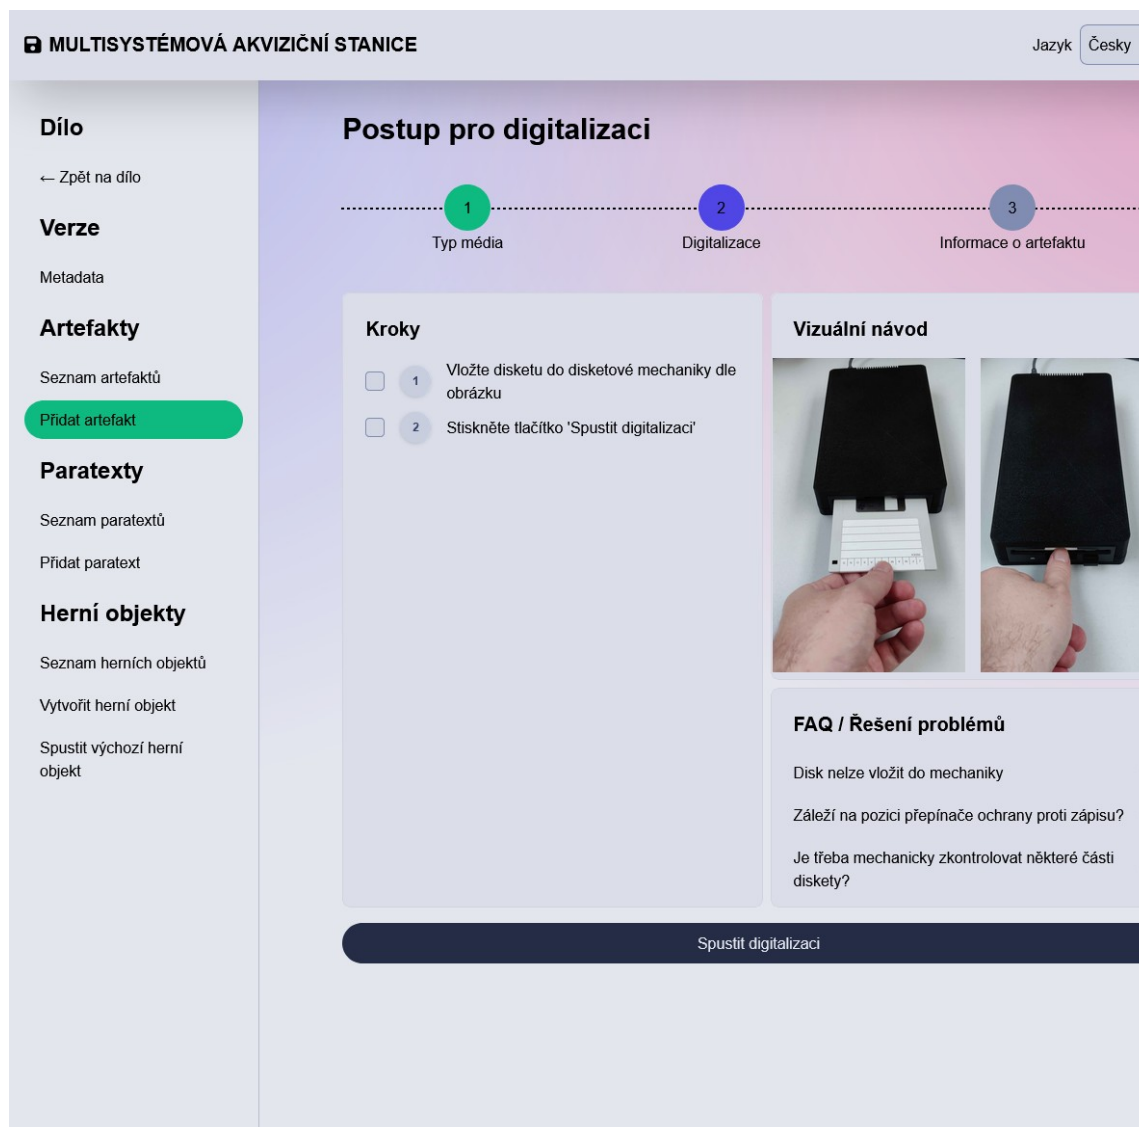 MULTISYSTÉMOVÁ AKVIZIČNÍ STANICE
Jazyk
Česky
Dílo
← Zpět na dílo
Verze
Metadata
Artefakty
Seznam artefaktů
Přidat artefakt
Paratexty
Seznam paratextů
Přidat paratext
Herní objekty
Seznam herních objektů
Vytvořit herní objekt
Spustit výchozí herní
objekt
Postup pro digitalizaci
1
Typ média
2
Digitalizace
3
Informace o artefaktu
Kroky
1
Vložte disketu do disketové mechaniky dle
obrázku
2
Stiskněte tlačítko 'Spustit digitalizaci'
Vizuální návod
FAQ / Řešení problémů
Disk nelze vložit do mechaniky
Záleží na pozici přepínače ochrany proti zápisu?
Je třeba mechanicky zkontrolovat některé části
diskety?
Spustit digitalizaci